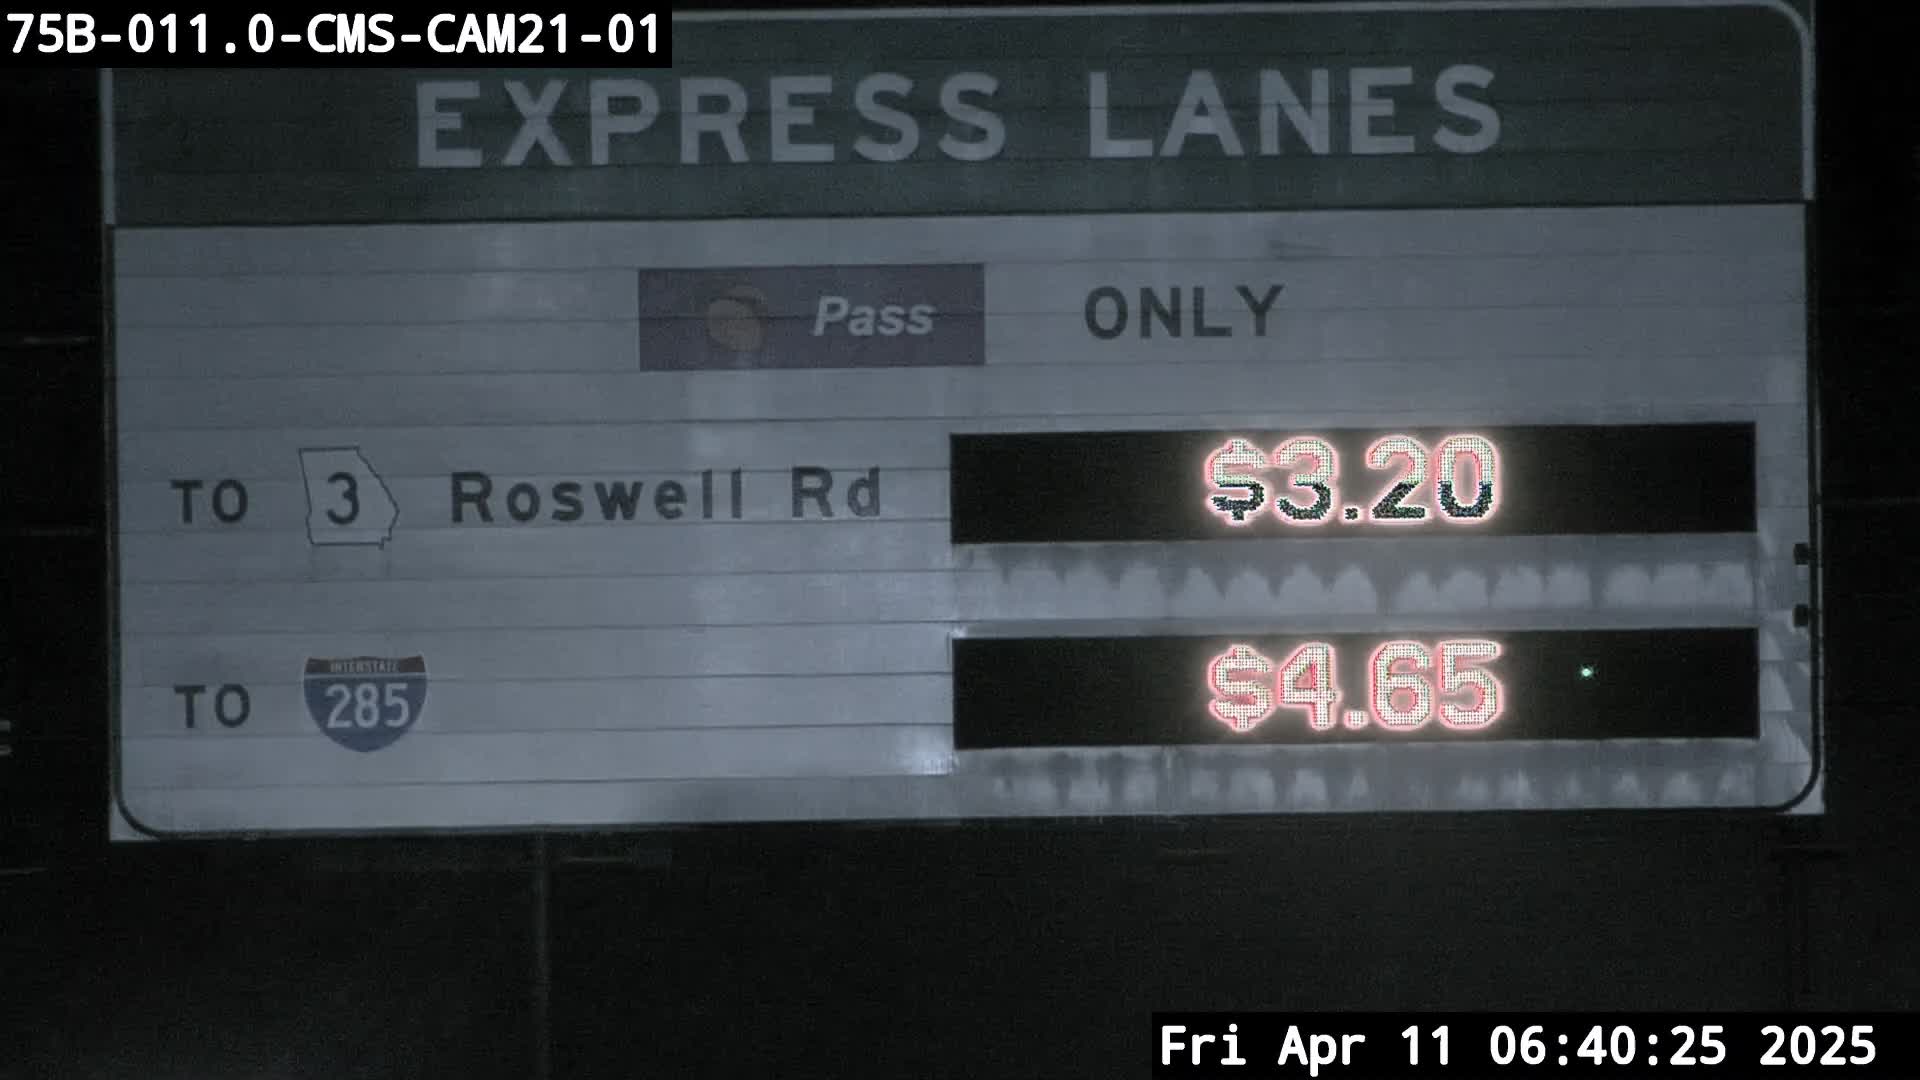 75B-011.0-CMS-CAM21-01
EXPRESS LANES
Pass ONLY
TO 3 Roswell Rd $3.20
INTERSTATE
TO 285 $4.65
Fri Apr 11 06:40:25 2025